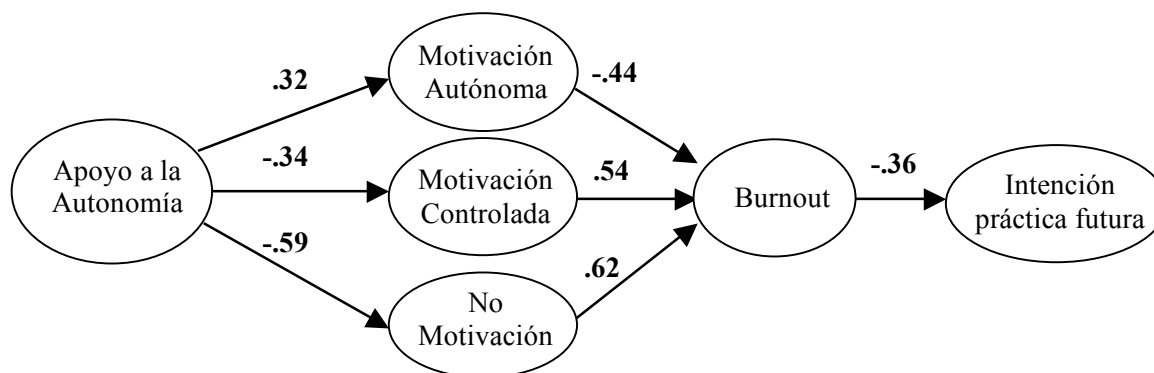 Apoyo a la
Autonomía
.32
-.34
-.59
Motivación
Autónoma
Motivación
Controlada
No
Motivación
-.44
.54
.62
Burnout
-.36
Intención
práctica futura